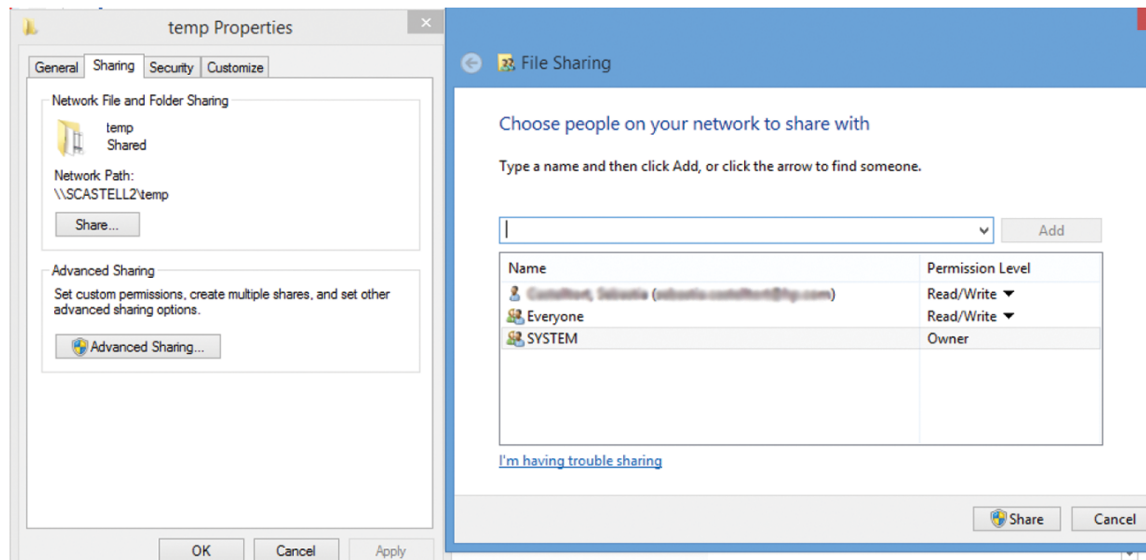 temp Properties
General Sharing Security Customize
Network File and Folder Sharing
temp
Shared
Network Path:
\\SCASTELL2\temp
Share...
Advanced Sharing
Set custom permissions, create multiple shares, and set other
advanced sharing options.
Advanced Sharing...
OK Cancel Apply
File Sharing
Choose people on your network to share with
Type a name and then click Add, or click the arrow to find someone.
Add
Name Permission Level
Read/Write
Everyone Read/Write
SYSTEM Owner
I'm having trouble sharing
Share Cancel